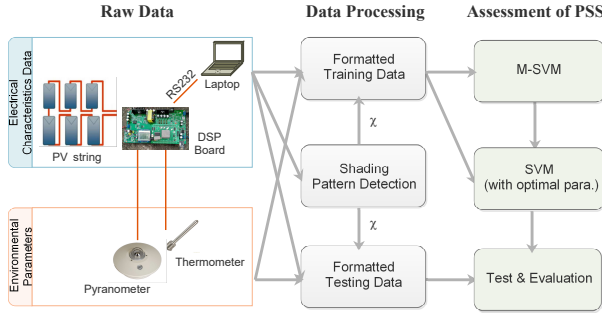 Raw Data
Data Processing
Assessment of PSS
Electrical
Characteristics Data
PV string
RS232
Laptop
DSP
Board
Environmental
Parameters
Pyranometer
Thermometer
Formatted
Training Data
χ
Shading
Pattern Detection
χ
Formatted
Testing Data
M-SVM
SVM
(with optimal para.)
Test & Evaluation